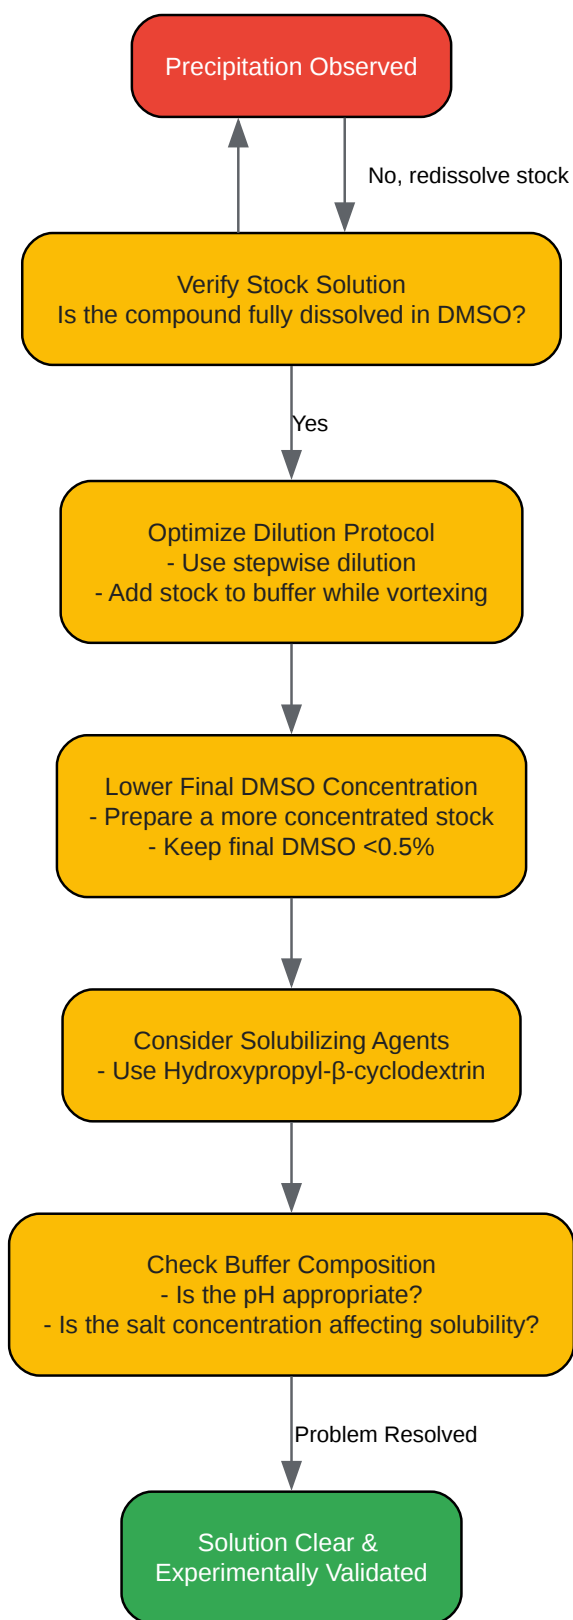 Precipitation Observed
No, redissolve stock
Verify Stock Solution
Is the compound fully dissolved in DMSO?
Yes
Optimize Dilution Protocol
- Use stepwise dilution
- Add stock to buffer while vortexing
Lower Final DMSO Concentration
- Prepare a more concentrated stock
- Keep final DMSO <0.5%
Consider Solubilizing Agents
- Use Hydroxypropyl-β-cyclodextrin
Check Buffer Composition
- Is the pH appropriate?
- Is the salt concentration affecting solubility?
Problem Resolved
Solution Clear &
Experimentally Validated